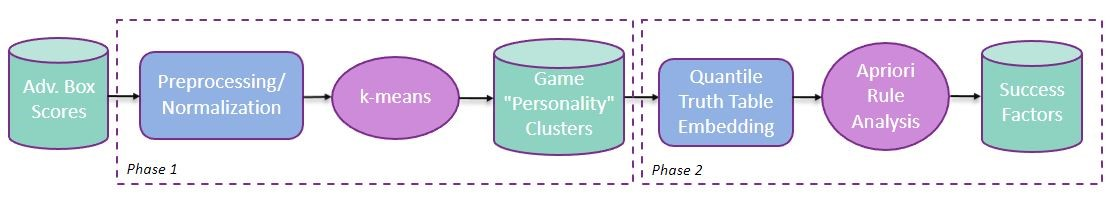 Adv. Box
Scores
Preprocessing/
Normalization
k-means
Game
"Personality"
Clusters
Phase 1
Quantile
Truth Table
Embedding
Apriori
Rule
Analysis
Success
Factors
Phase 2